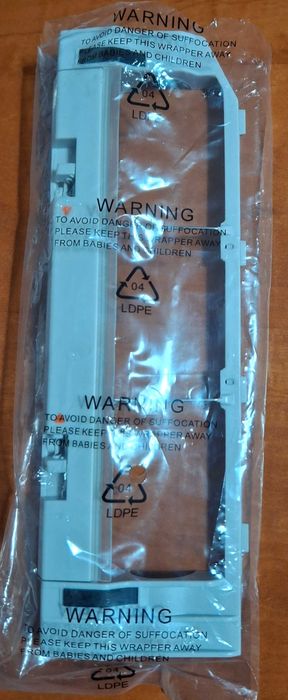 WARNING
TO AVOID DANGER OF SUFFOCATION
PLEASE KEEP THIS WRAPPER AWAY
FROM BABIES AND CHILDREN
04
LDPE
WARNING
TO AVOID DANGER OF SUFFOCATION
PLEASE KEEP THIS WRAPPER AWAY
FROM BABIES AND CHILDREN
04
LDPE
WARNING
TO AVOID DANGER OF SUFFOCATION
PLEASE KEEP THIS WRAPPER AWAY
FROM BABIES AND CHILDREN
04
LDPE
WARNING
TO AVOID DANGER OF SUFFOCATION
PLEASE KEEP THIS WRAPPER AWAY
FROM BABIES AND CHILDREN